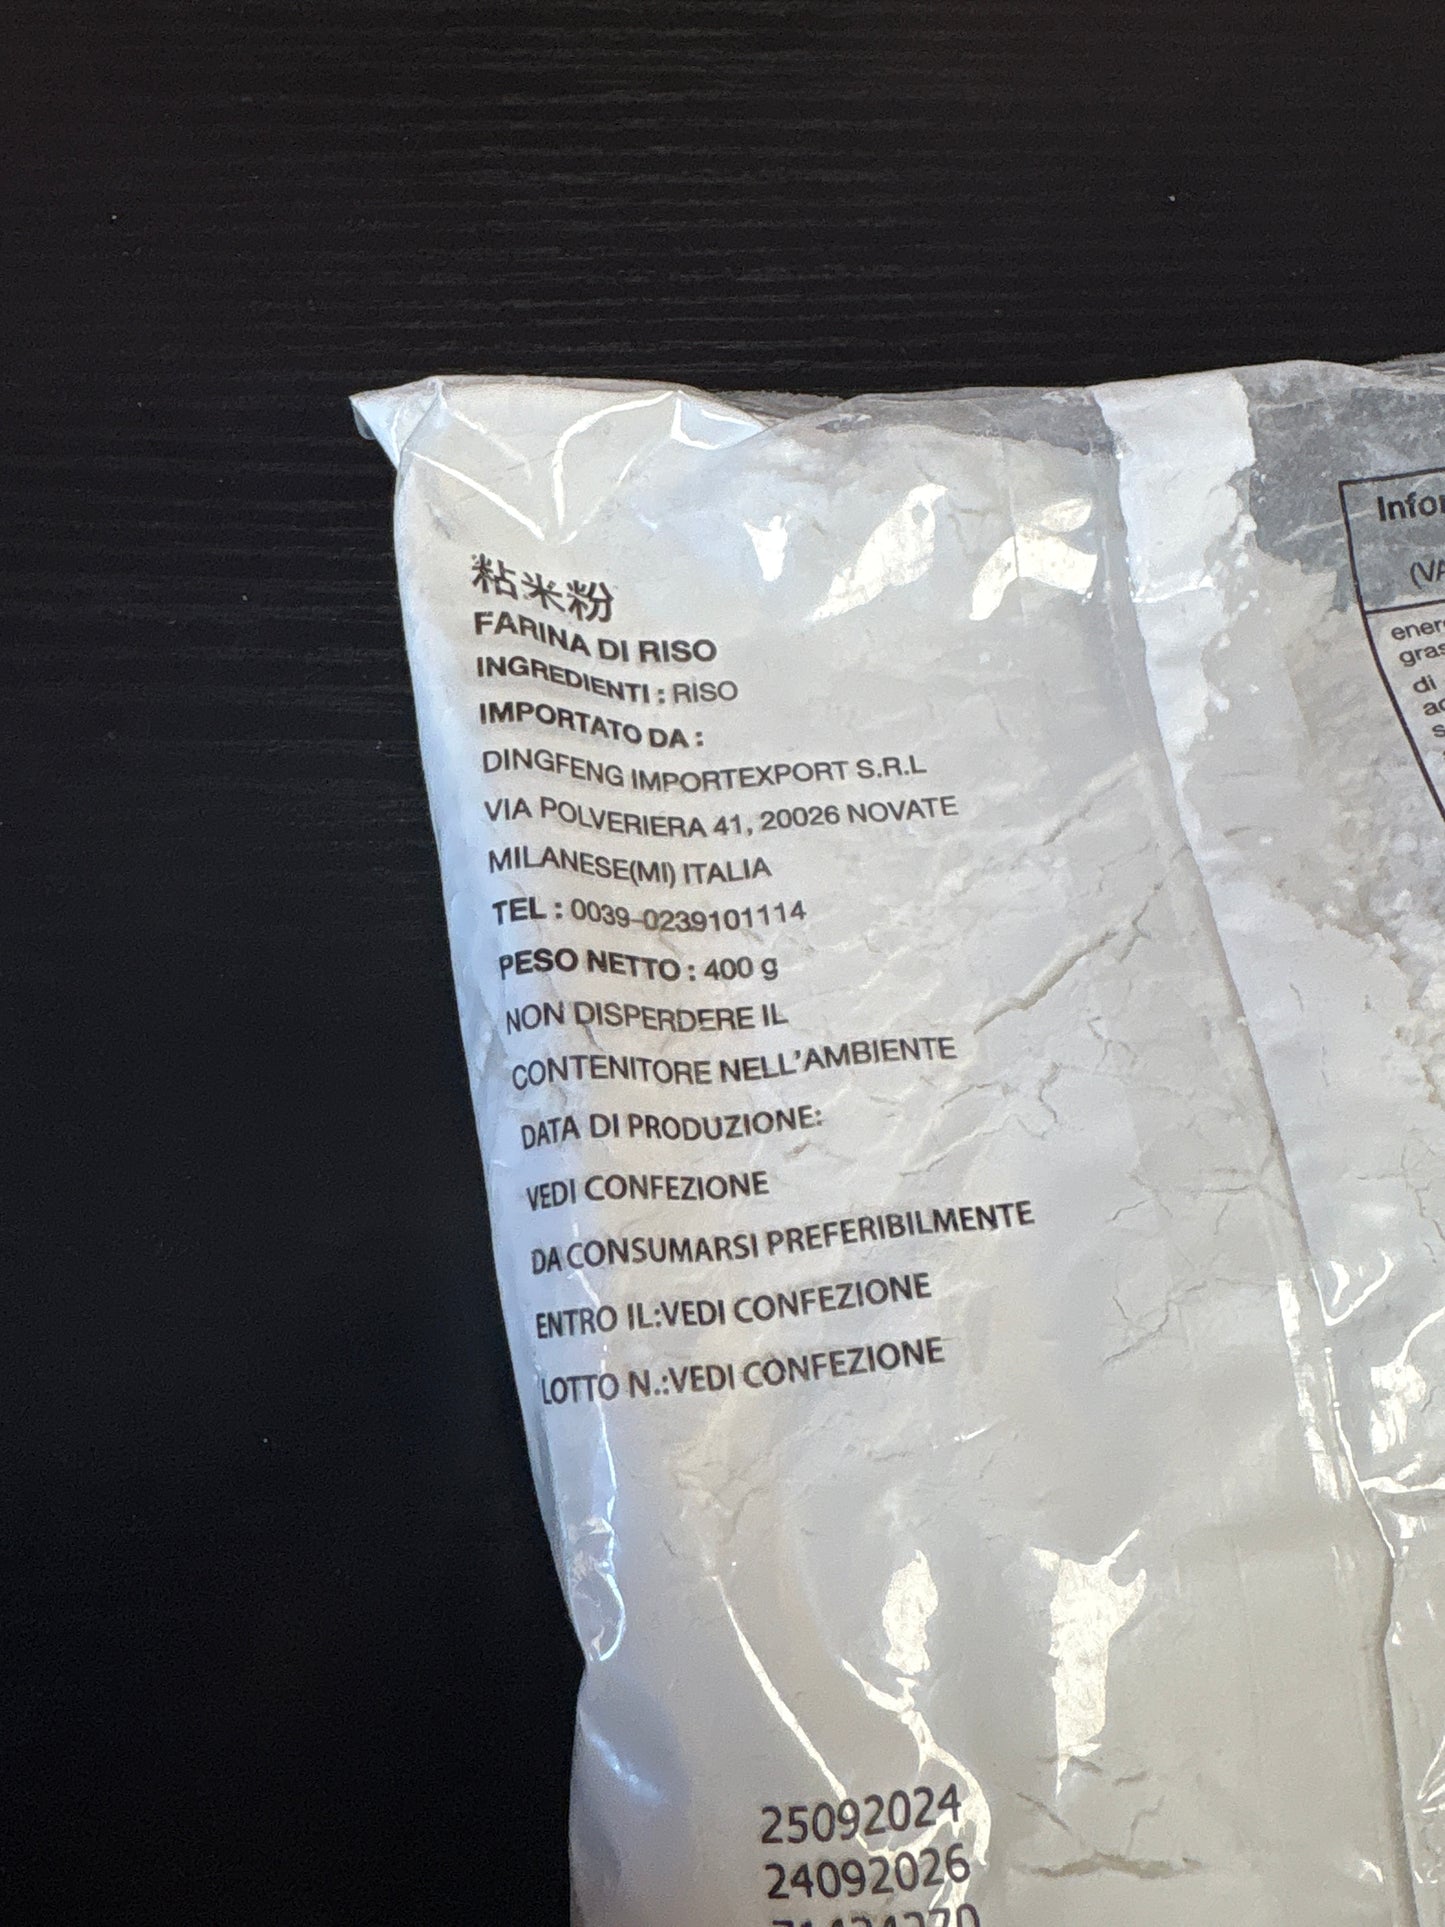 粘米粉
FARINA DI RISO
INGREDIENTI : RISO
IMPORTATO DA :
DINGFENG IMPORTEXPORT S.R.L
VIA POLVERIERA 41, 20026 NOVATE
MILANESE(MI) ITALIA
TEL : 0039-0239101114
PESO NETTO : 400 g
NON DISPERDERE IL
CONTENITORE NELL'AMBIENTE
DATA DI PRODUZIONE:
VEDI CONFEZIONE
DA CONSUMARSI PREFERIBILMENTE
ENTRO IL:VEDI CONFEZIONE
LOTTO N.:VEDI CONFEZIONE
25092024
24092026
di